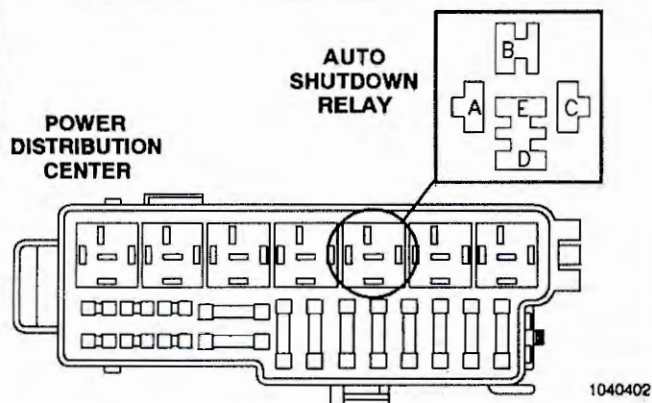 AUTO
SHUTDOWN
RELAY
B
A
E
C
D
POWER
DISTRIBUTION
CENTER
1040402